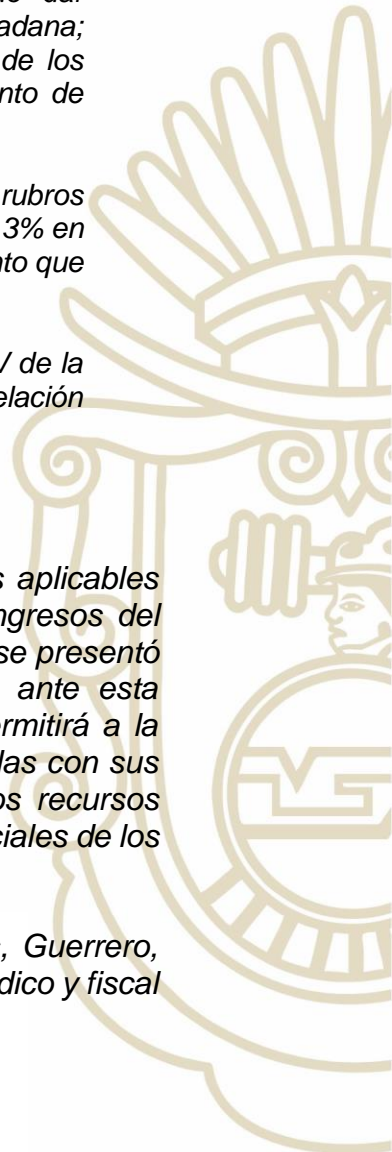 adana;
de los
nto de
rubros
3% en
nto que
V de la
elación
s aplicables
ngresos del
se presentó
ante esta
ermitirá a la
las con sus
os recursos
ciales de los
, Guerrero,
dico y fiscal